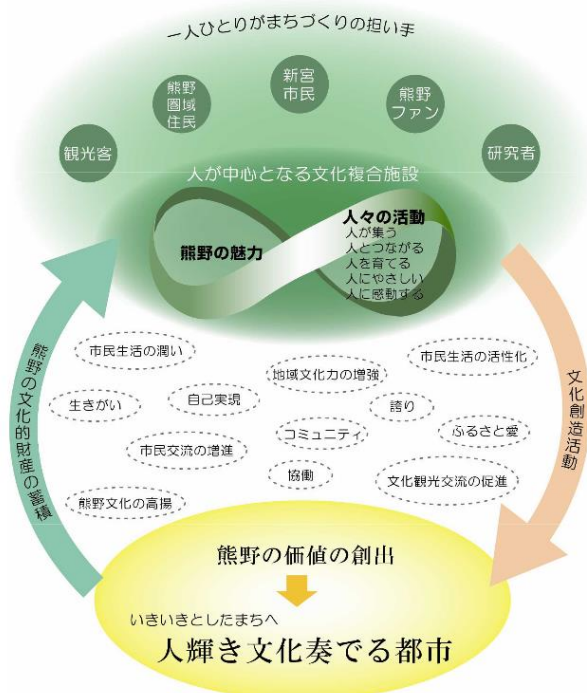 一人ひとりがまちづくりの担い手
新宮
市民
熊野
圏域
住民
熊野
ファン
観光客
研究者
人が中心となる文化複合施設
熊野の魅力
人々の活動
人が集う
人とつながる
人を育てる
人にやさしい
人に感動する
熊野の文化的財産の蓄積
文化創造活動
市民生活の潤い
地域文化力の増強
市民生活の活性化
生きがい
自己実現
誇り
ふるさと愛
市民交流の増進
コミュニティ
協働
文化観光交流の促進
熊野文化の高揚
熊野の価値の創出
いきいきとしたまちへ
人輝き文化奏でる都市